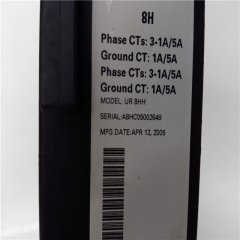 8H
Phase CTs: 3-1A/5A
Ground CT: 1A/5A
Phase CTs: 3-1A/5A
Ground CT: 1A/5A
MODEL: UR 8HH
SERIAL: A8HC05002649
MFG.DATE: APR 12, 2005